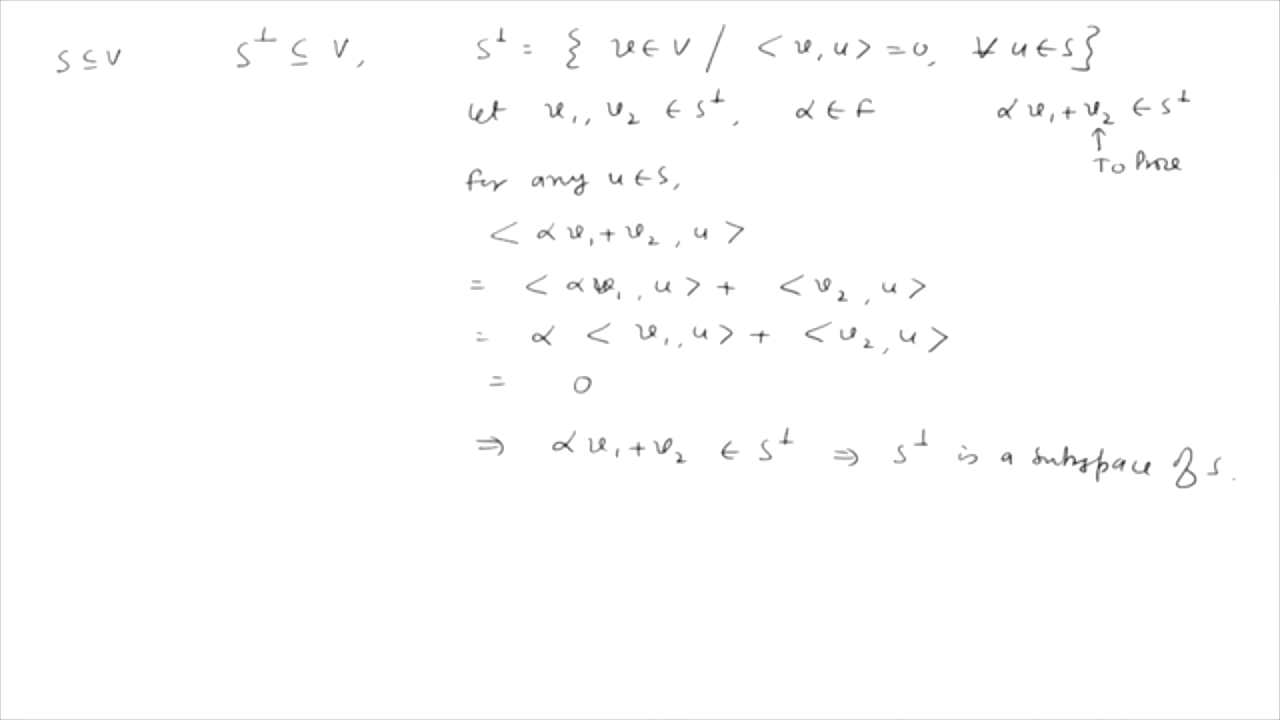 S ⊆ V S^⊥ ⊆ V, S^⊥ = { v ∈ V / < v, u > = 0, ∀ u ∈ S}
let v₁, v₂ ∈ S^⊥, α ∈ F α v₁ + v₂ ∈ S^⊥
↑
To Prove
for any u ∈ S,
< α v₁ + v₂, u >
= < α v₁, u > + < v₂, u >
= α < v₁, u > + < v₂, u >
= 0
⇒ α v₁ + v₂ ∈ S^⊥ ⇒ S^⊥ is a subspace of S.